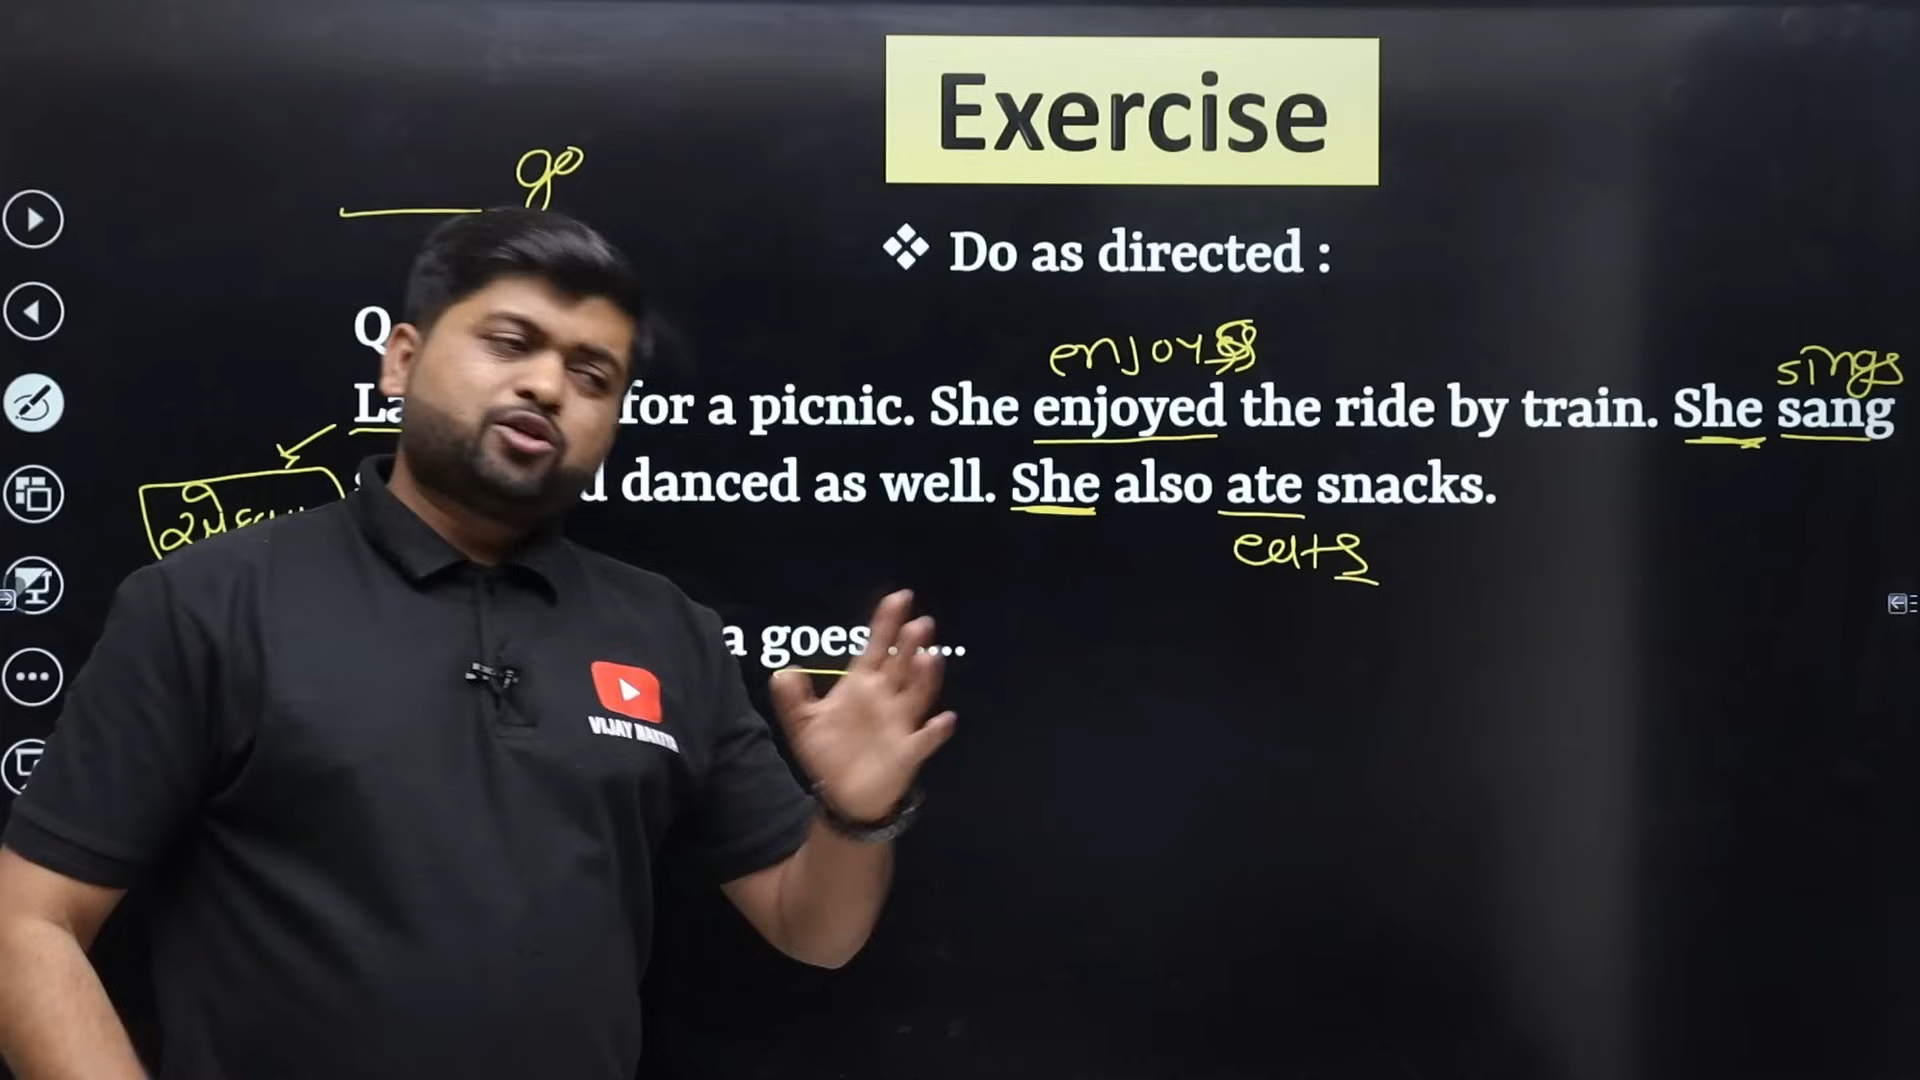 Exercise
go
Do as directed :
Q
enjoys
sings
La for a picnic. She enjoyed the ride by train. She sang
d danced as well. She also ate snacks.
eats
a goes .....
VIJAY